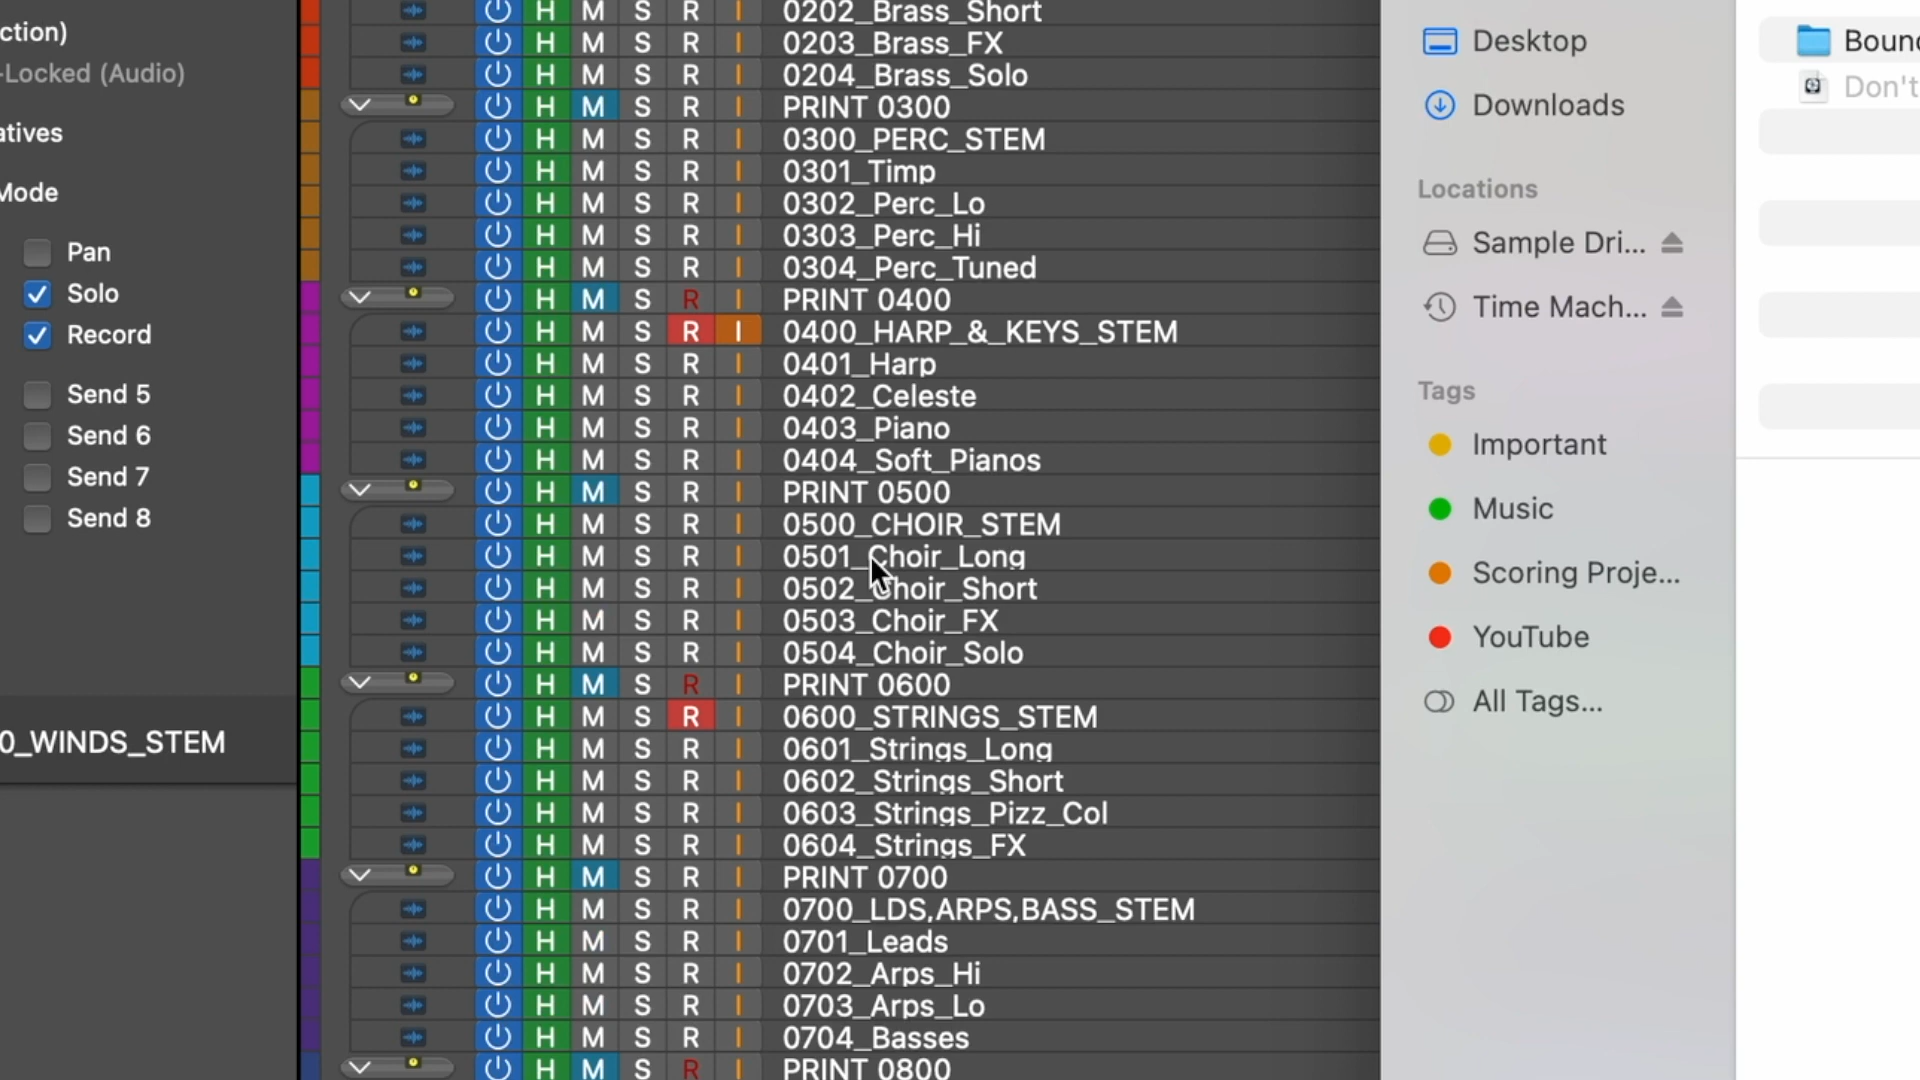 ction)
-Locked (Audio)
atives
Mode
Pan
Solo
Record
Send 5
Send 6
Send 7
Send 8
0_WINDS_STEM
H M S R I 0202_Brass_Short
H M S R I 0203_Brass_FX
H M S R I 0204_Brass_Solo
H M S R I PRINT 0300
H M S R I 0300_PERC_STEM
H M S R I 0301_Timp
H M S R I 0302_Perc_Lo
H M S R I 0303_Perc_Hi
H M S R I 0304_Perc_Tuned
H M S R I PRINT 0400
H M S R I 0400_HARP_&_KEYS_STEM
H M S R I 0401_Harp
H M S R I 0402_Celeste
H M S R I 0403_Piano
H M S R I 0404_Soft_Pianos
H M S R I PRINT 0500
H M S R I 0500_CHOIR_STEM
H M S R I 0501_Choir_Long
H M S R I 0502_Choir_Short
H M S R I 0503_Choir_FX
H M S R I 0504_Choir_Solo
H M S R I PRINT 0600
H M S R I 0600_STRINGS_STEM
H M S R I 0601_Strings_Long
H M S R I 0602_Strings_Short
H M S R I 0603_Strings_Pizz_Col
H M S R I 0604_Strings_FX
H M S R I PRINT 0700
H M S R I 0700_LDS,ARPS,BASS_STEM
H M S R I 0701_Leads
H M S R I 0702_Arps_Hi
H M S R I 0703_Arps_Lo
H M S R I 0704_Basses
H M S R I PRINT 0800
Desktop
Downloads
Locations
Sample Dri...
Time Mach...
Tags
Important
Music
Scoring Proje...
YouTube
All Tags...
Boun
Don't